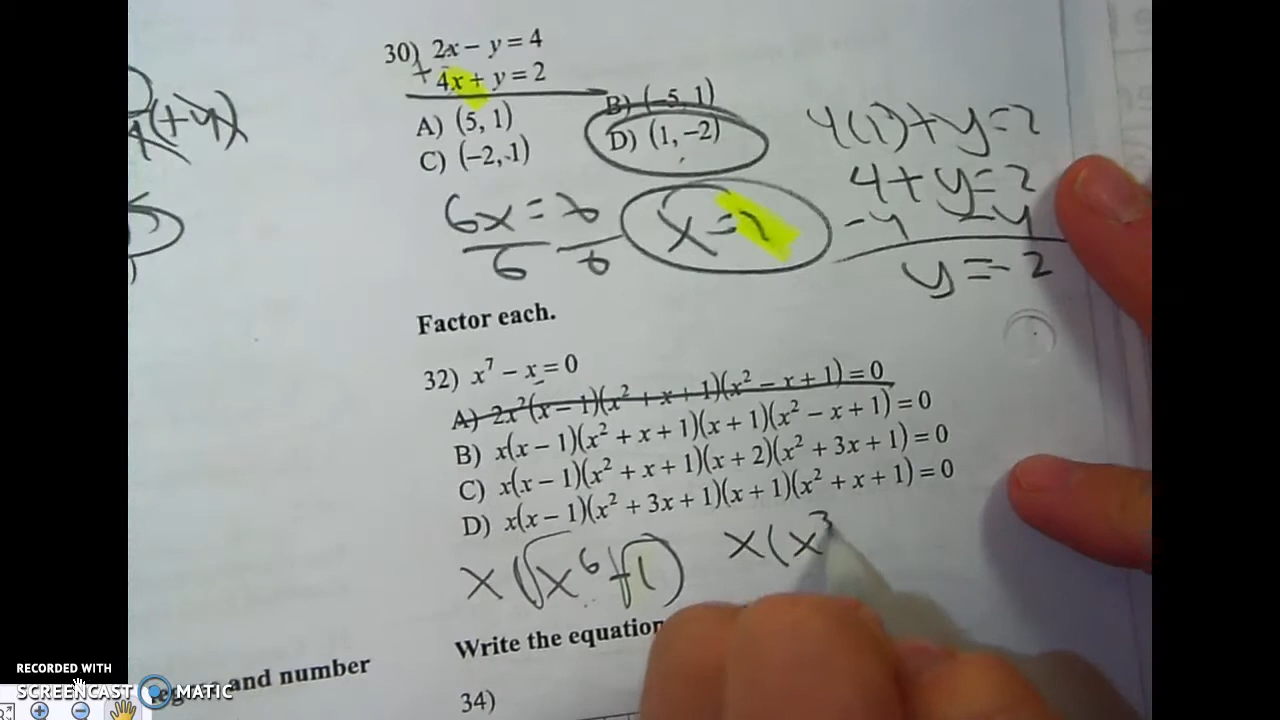 30) 2x − y = 4
+ 4x + y = 2
A) (5, 1)
B) (−5, 1)
C) (−2, 1)
D) (1, −2)
4(1) + y = 2
4 + y = 2
−4 −4
y = −2
6x = 6
6 6
x = 1
Factor each.
32) x⁷ − x = 0
A) 2x²(x − 1)(x² + x + 1)(x² − x + 1) = 0
B) x(x − 1)(x² + x + 1)(x + 1)(x² − x + 1) = 0
C) x(x − 1)(x² + x + 1)(x + 2)(x² + 3x + 1) = 0
D) x(x − 1)(x² + 3x + 1)(x + 1)(x² + x + 1) = 0
x(√x⁶ − √1) x(x³
Write the equation
and number
34)
RECORDED WITH
SCREENCAST MATIC